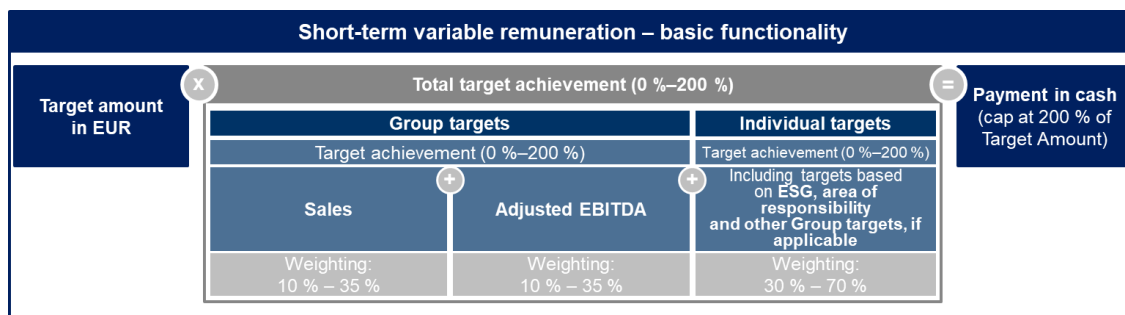 Short-term variable remuneration – basic functionality
Target amount
in EUR
x
Total target achievement (0 %–200 %)
=
Payment in cash
(cap at 200 % of
Target Amount)
Group targets
Individual targets
Target achievement (0 %–200 %)
Target achievement (0 %–200 %)
Sales
+
Adjusted EBITDA
+
Including targets based
on ESG, area of
responsibility
and other Group targets, if
applicable
Weighting:
10 % – 35 %
Weighting:
10 % – 35 %
Weighting:
30 % – 70 %